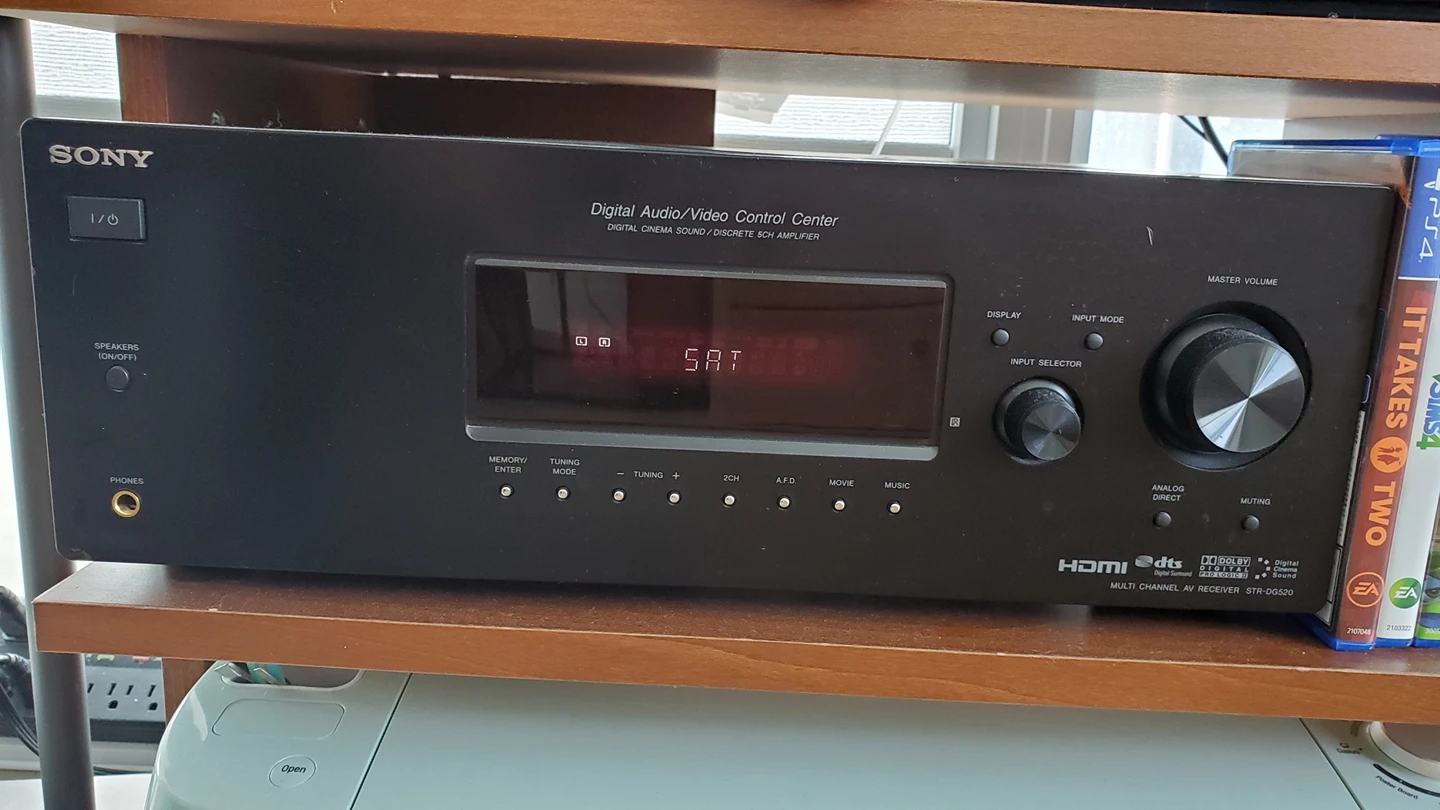 SONY
I/⏻
Digital Audio/Video Control Center
DIGITAL CINEMA SOUND / DISCRETE 5CH AMPLIFIER
SPEAKERS
(ON/OFF)
PHONES
L R
SAT
MEMORY/
ENTER
TUNING
MODE
– TUNING +
2CH
A.F.D.
MOVIE
MUSIC
DISPLAY
INPUT MODE
INPUT SELECTOR
MASTER VOLUME
ANALOG
DIRECT
MUTING
HDMI
dts
Digital Surround
DOLBY
DIGITAL
PRO LOGIC II
Digital
Cinema
Sound
MULTI CHANNEL AV RECEIVER STR-DG520
PS4
IT TAKES TWO
EA
2107048
SIMS4
EA
2103322
Open
Power Board